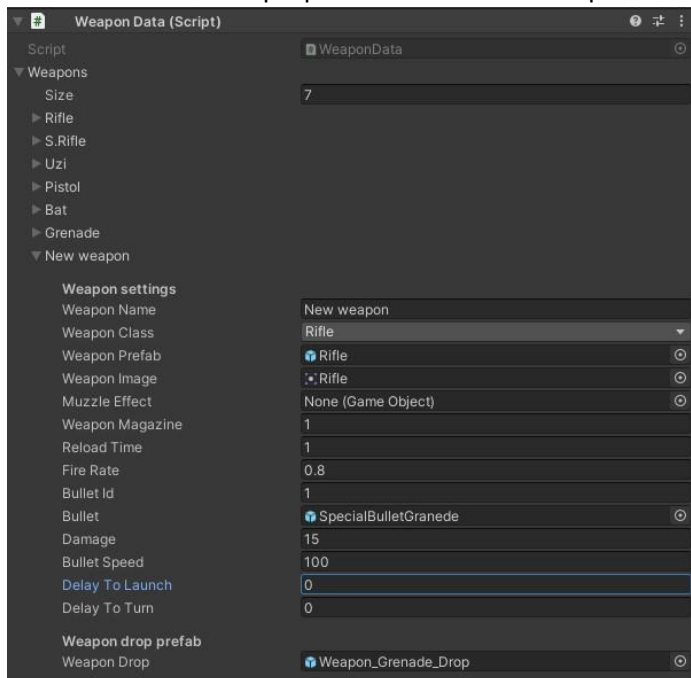 # Weapon Data (Script)
Script WeaponData
Weapons
Size 7
Rifle
S.Rifle
Uzi
Pistol
Bat
Grenade
New weapon
Weapon settings
Weapon Name New weapon
Weapon Class Rifle
Weapon Prefab Rifle
Weapon Image Rifle
Muzzle Effect None (Game Object)
Weapon Magazine 1
Reload Time 1
Fire Rate 0.8
Bullet Id 1
Bullet SpecialBulletGranede
Damage 15
Bullet Speed 100
Delay To Launch 0
Delay To Turn 0
Weapon drop prefab
Weapon Drop Weapon_Grenade_Drop